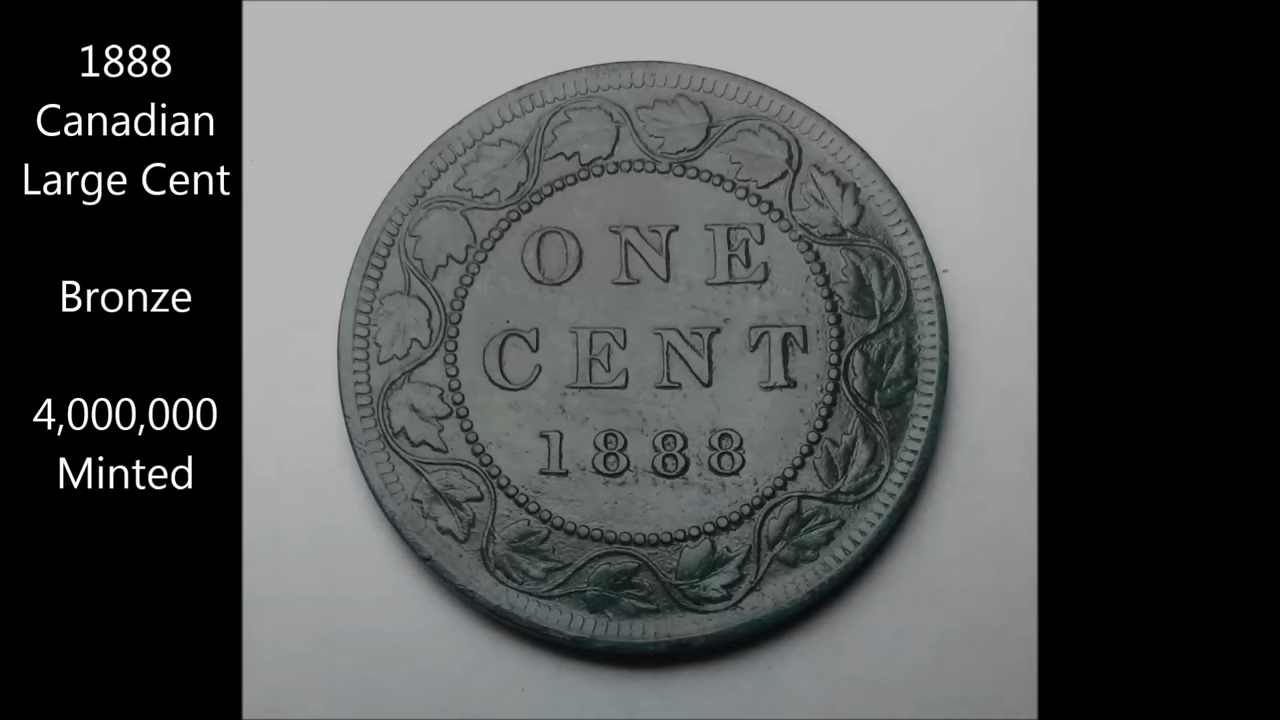 1888
Canadian
Large Cent
Bronze
4,000,000
Minted
ONE
CENT
1888